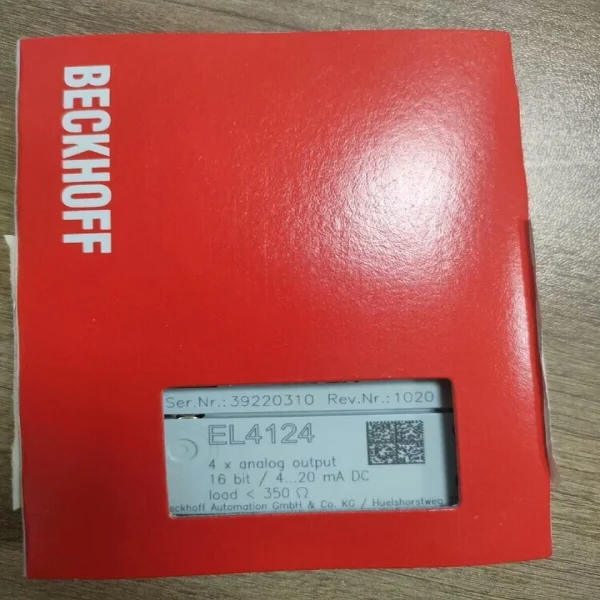 BECKHOFF
Ser.Nr.: 39220310 Rev.Nr.: 1020
EL4124
4 x analog output
16 bit / 4...20 mA DC
load < 350 Ω
eckhoff Automation GmbH & Co. KG / Huelshorstweg